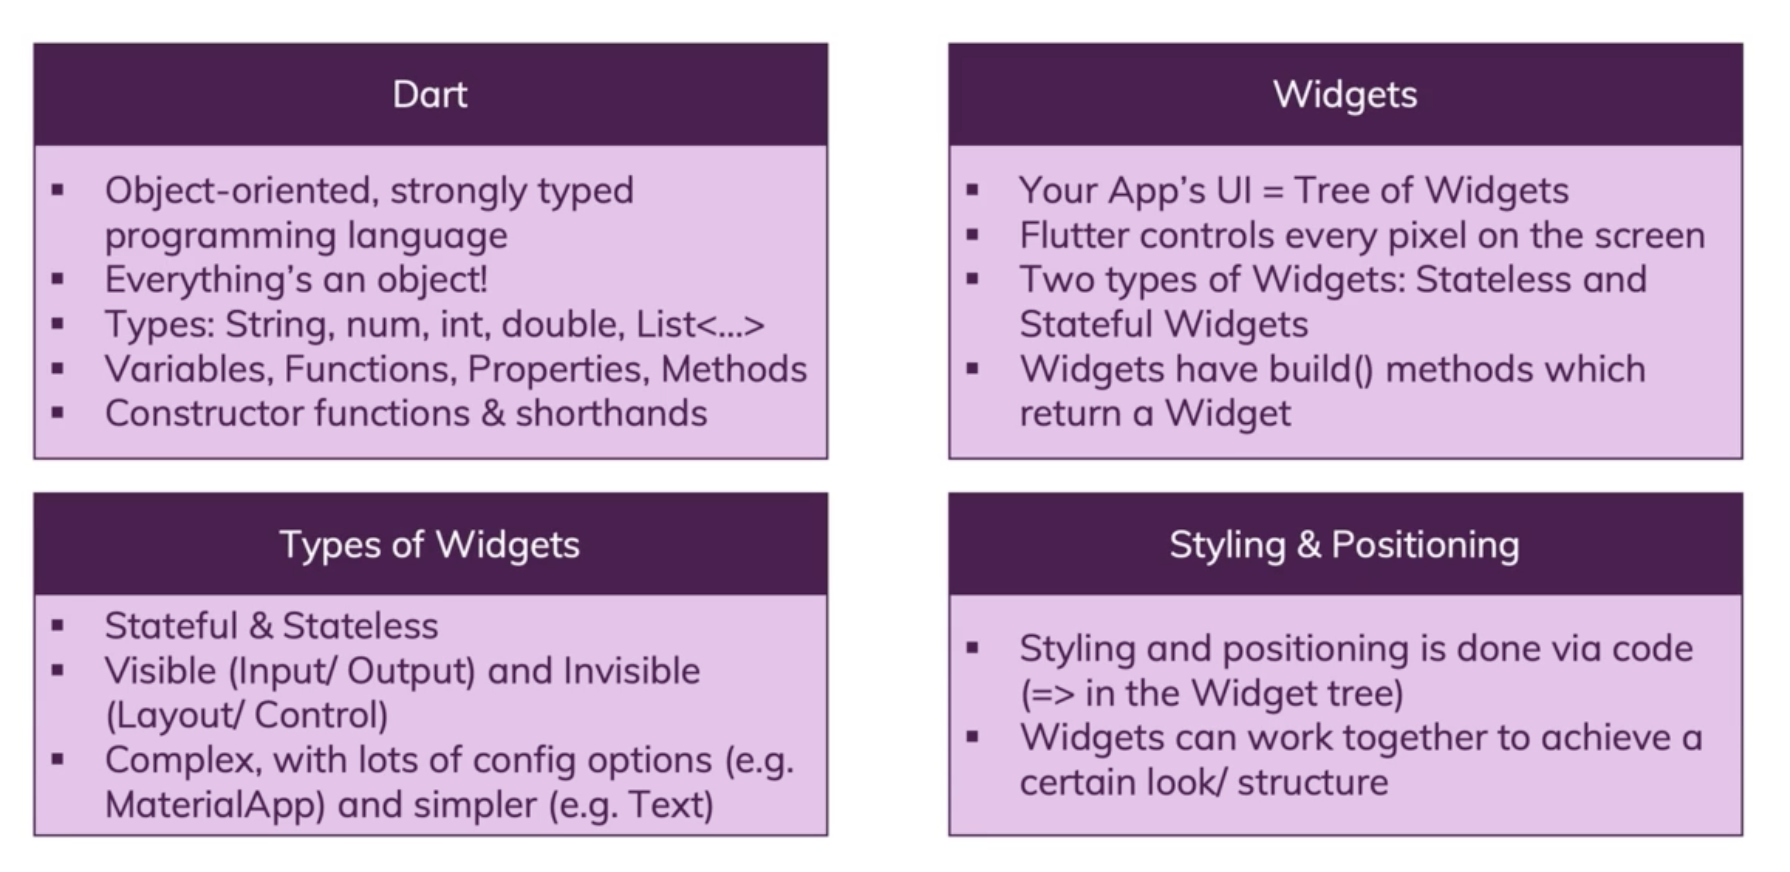 Dart
▪ Object-oriented, strongly typed
programming language
▪ Everything’s an object!
▪ Types: String, num, int, double, List<...>
▪ Variables, Functions, Properties, Methods
▪ Constructor functions & shorthands
Widgets
▪ Your App’s UI = Tree of Widgets
▪ Flutter controls every pixel on the screen
▪ Two types of Widgets: Stateless and
Stateful Widgets
▪ Widgets have build() methods which
return a Widget
Types of Widgets
▪ Stateful & Stateless
▪ Visible (Input/ Output) and Invisible
(Layout/ Control)
▪ Complex, with lots of config options (e.g.
MaterialApp) and simpler (e.g. Text)
Styling & Positioning
▪ Styling and positioning is done via code
(=> in the Widget tree)
▪ Widgets can work together to achieve a
certain look/ structure